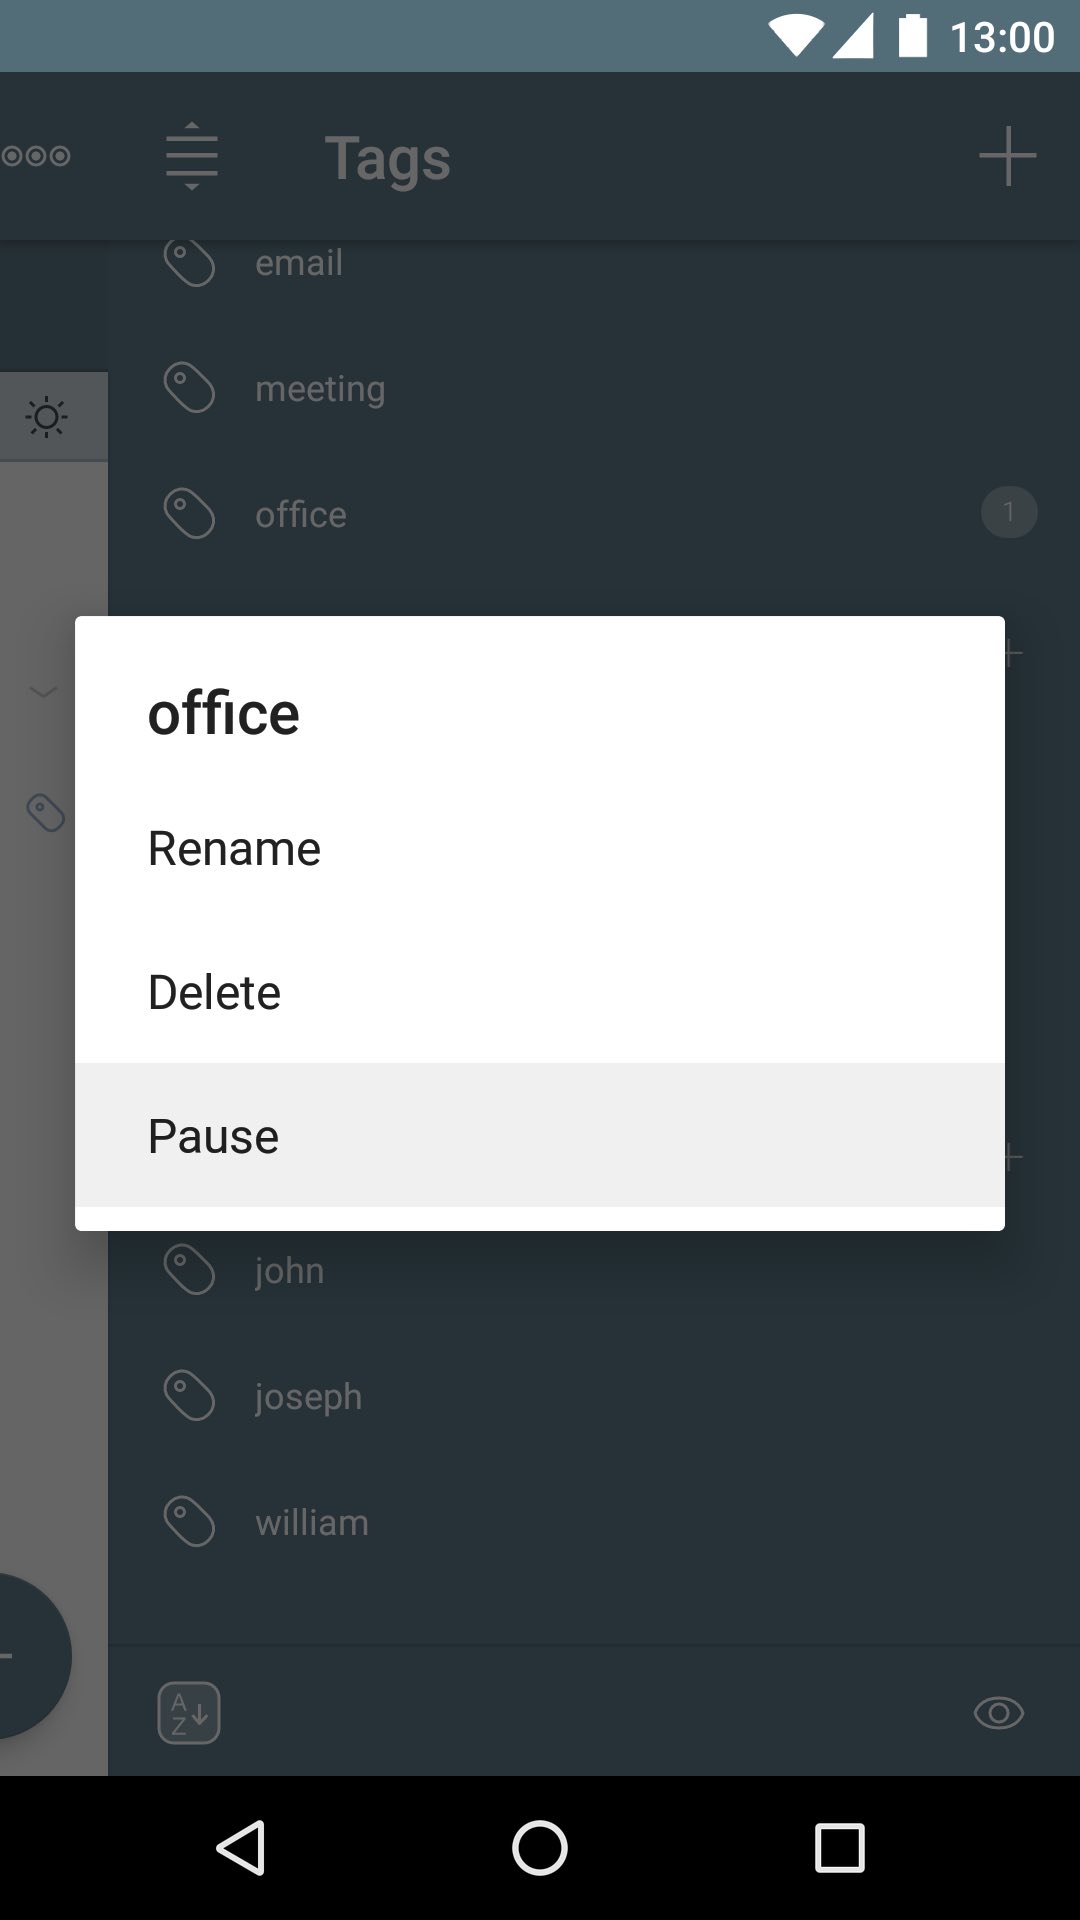 13:00
Tags
email
meeting
office
1
office
Rename
Delete
Pause
john
joseph
william
A
Z